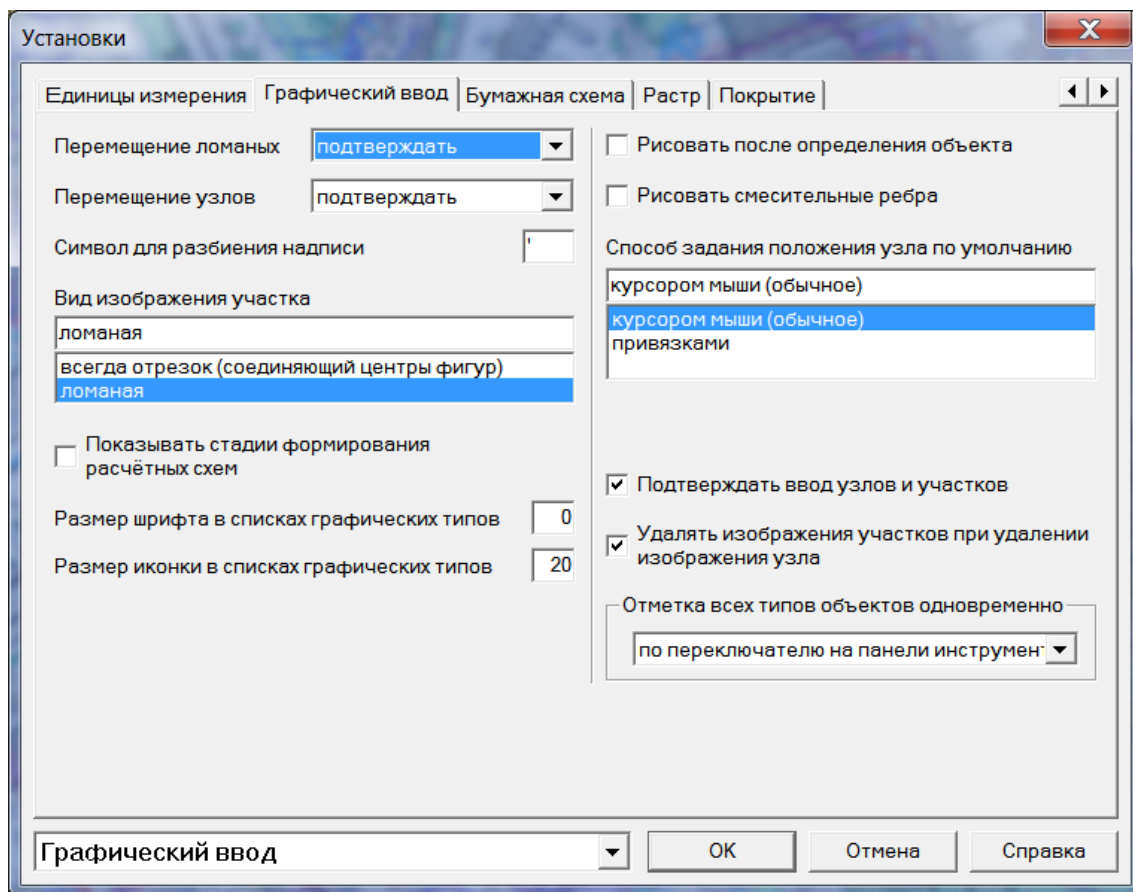 Установки
Единицы измерения
Графический ввод
Бумажная схема
Растр
Покрытие
Перемещение ломаных
подтверждать
Перемещение узлов
подтверждать
Символ для разбиения надписи
'
Вид изображения участка
ломаная
всегда отрезок (соединяющий центры фигур)
ломаная
Показывать стадии формирования
расчётных схем
Размер шрифта в списках графических типов
0
Размер иконки в списках графических типов
20
Рисовать после определения объекта
Рисовать смесительные ребра
Способ задания положения узла по умолчанию
курсором мыши (обычное)
курсором мыши (обычное)
привязками
Подтверждать ввод узлов и участков
Удалять изображения участков при удалении
изображения узла
Отметка всех типов объектов одновременно
по переключателю на панели инструмент
Графический ввод
OK
Отмена
Справка